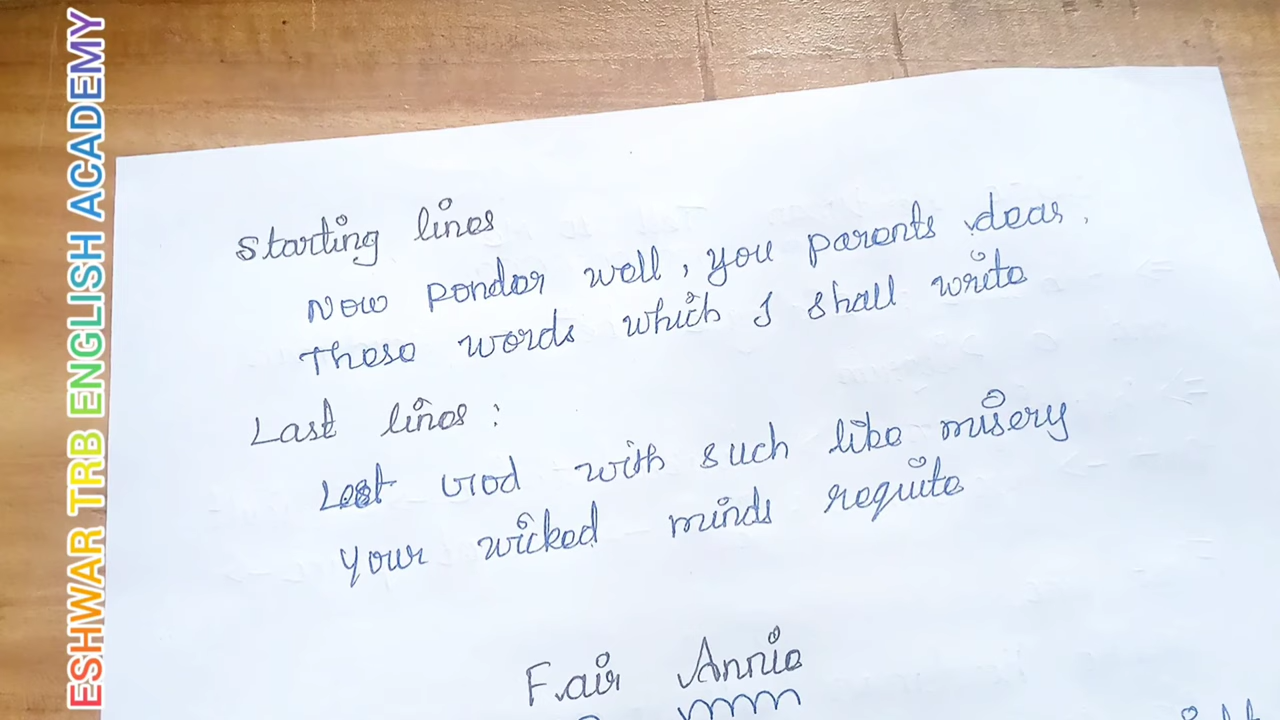 ESHWAR TRB ENGLISH ACADEMY
Starting lines
Now ponder well, you parents deas,
These words which I shall write
Last lines:
Lest God with such like misery
Your wicked minds requite
Fair Annie